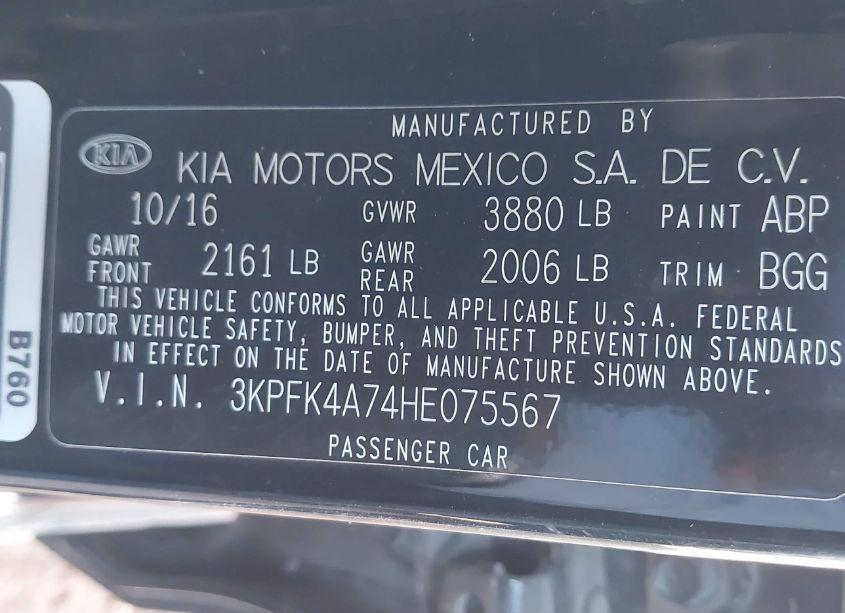 MANUFACTURED BY
KIA KIA MOTORS MEXICO S.A. DE C.V.
10/16 GVWR 3880 LB PAINT ABP
GAWR FRONT 2161 LB GAWR REAR 2006 LB TRIM BGG
THIS VEHICLE CONFORMS TO ALL APPLICABLE U.S.A. FEDERAL
MOTOR VEHICLE SAFETY, BUMPER, AND THEFT PREVENTION STANDARDS
IN EFFECT ON THE DATE OF MANUFACTURE SHOWN ABOVE.
V.I.N. 3KPFK4A74HE075567
PASSENGER CAR
B760